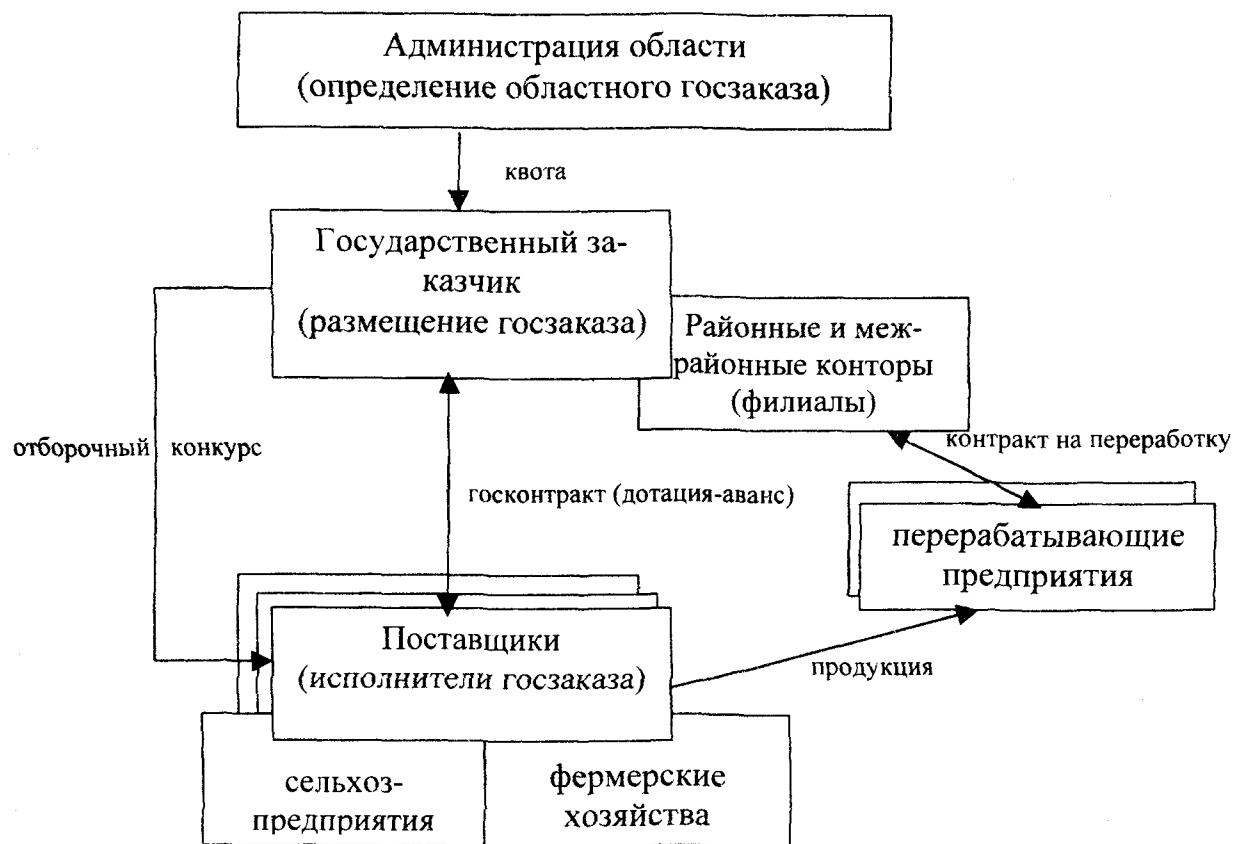 Администрация области
(определение областного госзаказа)
квота
Государственный за-
казчик
(размещение госзаказа)
Районные и меж-
районные конторы
(филиалы)
отборочный конкурс
контракт на переработку
госконтракт (дотация-аванс)
перерабатывающие
предприятия
Поставщики
(исполнители госзаказа)
продукция
сельхоз-
предприятия
фермерские
хозяйства